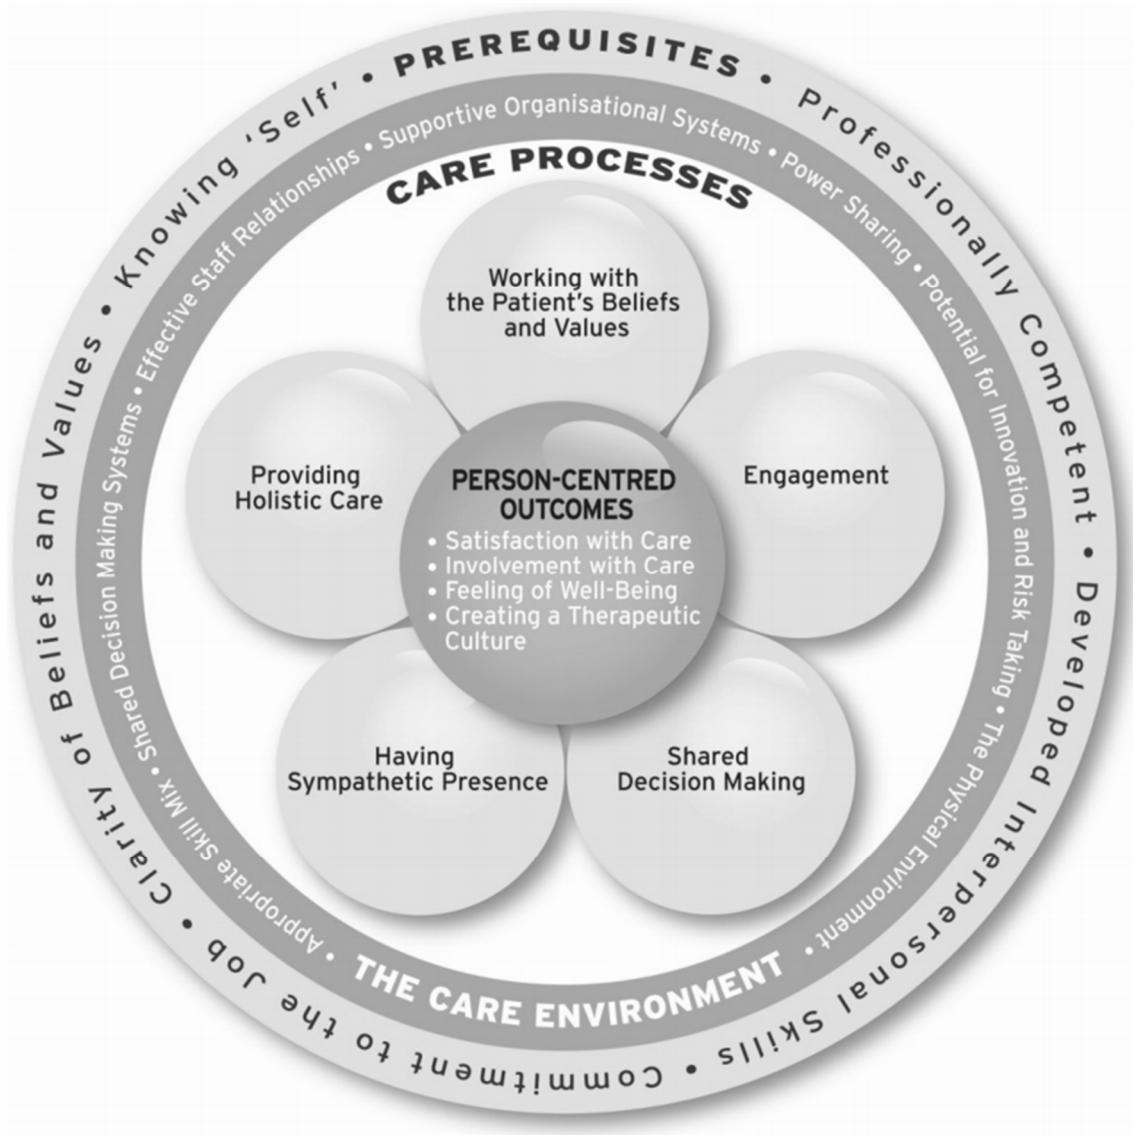 PREREQUISITES • Professionally Competent • Developed Interpersonal Skills • Commitment to the Job • Clarity of Beliefs and Values • Knowing 'Self' •
Supportive Organisational Systems • Power Sharing • Potential for Innovation and Risk Taking • The Physical Environment •
THE CARE ENVIRONMENT
• Appropriate Skill Mix • Shared Decision Making Systems • Effective Staff Relationships •
CARE PROCESSES
Working with
the Patient's Beliefs
and Values
Engagement
Shared
Decision Making
Having
Sympathetic Presence
Providing
Holistic Care
PERSON-CENTRED
OUTCOMES
• Satisfaction with Care
• Involvement with Care
• Feeling of Well-Being
• Creating a Therapeutic
Culture